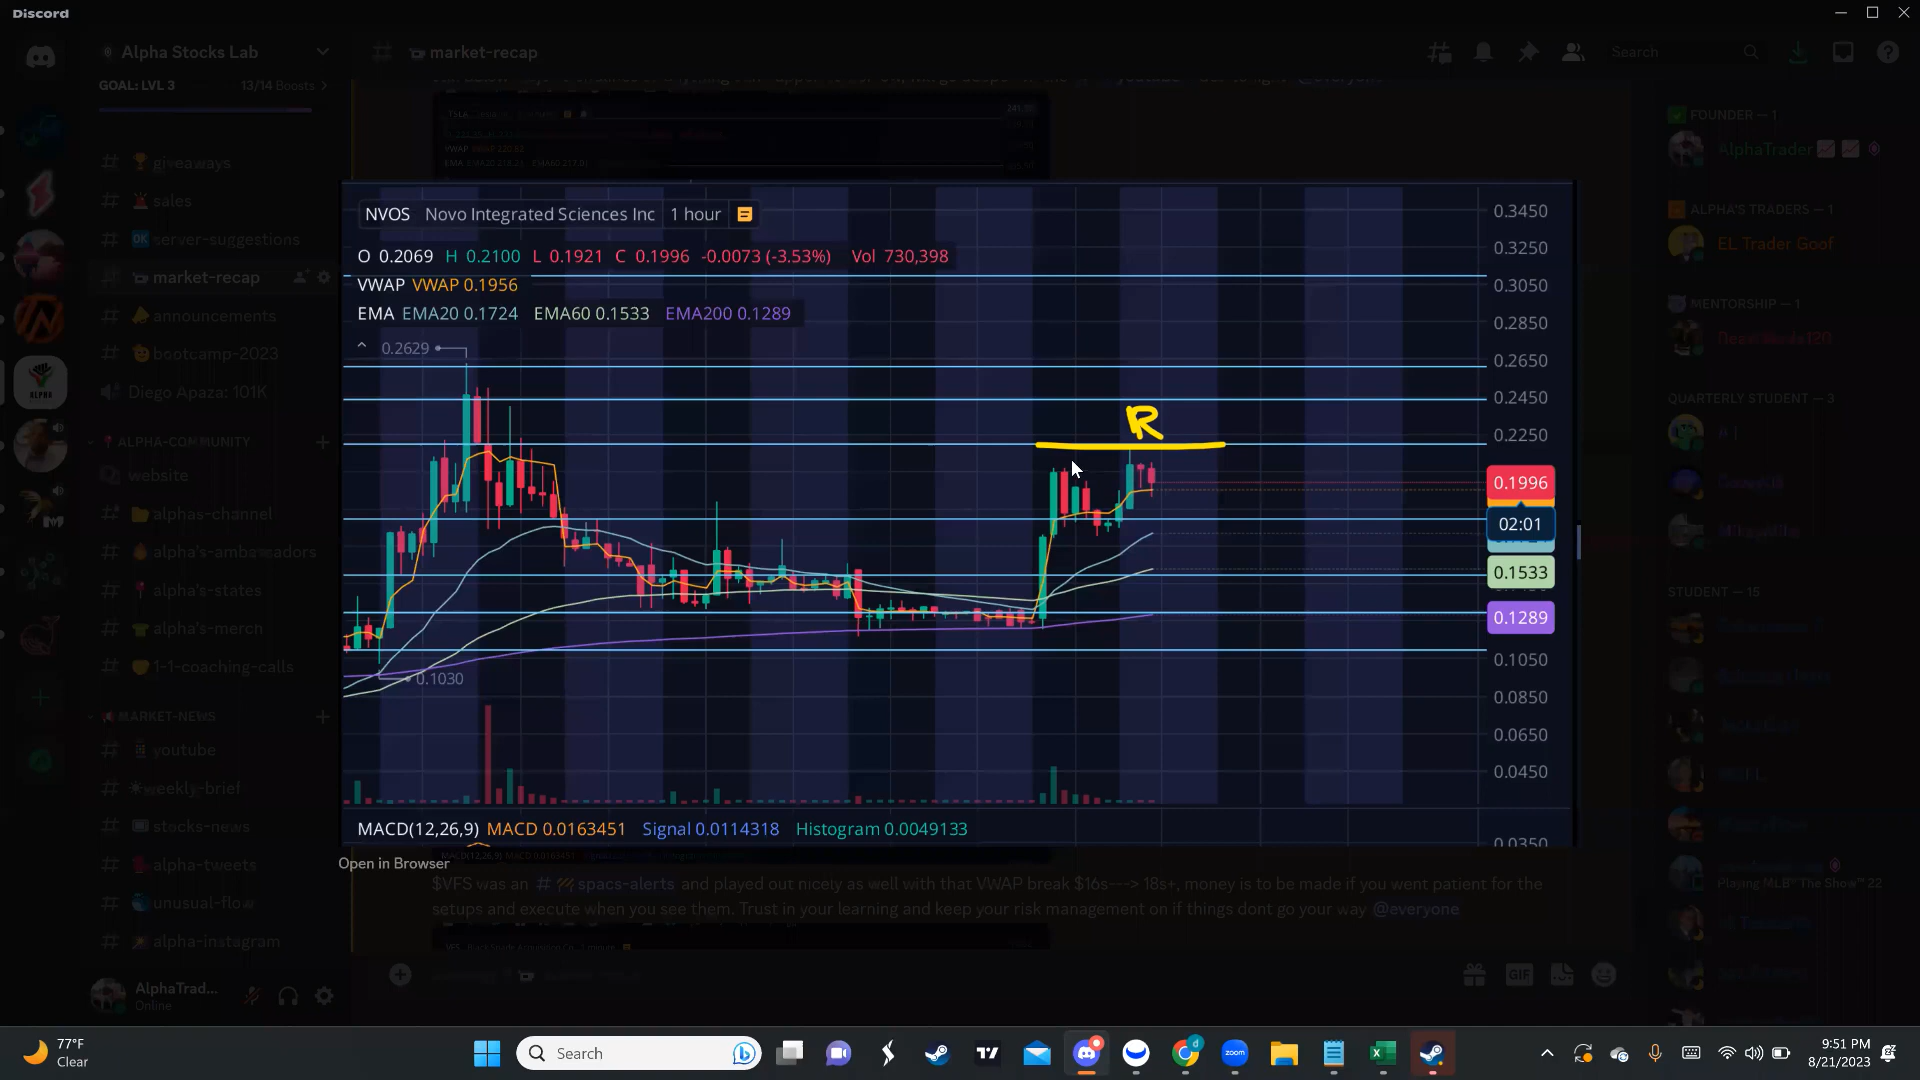 Discord
Alpha Stocks Lab
market-recap
Search
GOAL: LVL 3 13/14 Boosts
giveaways
sales
server-suggestions
market-recap
announcements
bootcamp-2023
Diego Apaza: 101K
ALPHA-COMMUNITY
website
alphas-channel
alpha's-ambassadors
alpha's-states
alpha's-merch
1-1-coaching-calls
MARKET-NEWS
youtube
weekly-brief
stocks-news
alpha-tweets
unusual-flow
alpha-instagram
AlphaTrad...
Online
NVOS Novo Integrated Sciences Inc 1 hour
O 0.2069 H 0.2100 L 0.1921 C 0.1996 -0.0073 (-3.53%) Vol 730,398
VWAP VWAP 0.1956
EMA EMA20 0.1724 EMA60 0.1533 EMA200 0.1289
0.2629
R
0.1030
0.3450
0.3250
0.3050
0.2850
0.2650
0.2450
0.2250
0.1996
02:01
0.1533
0.1289
0.1050
0.0850
0.0650
0.0450
0.0350
MACD(12,26,9) MACD 0.0163451 Signal 0.0114318 Histogram 0.0049133
Open in Browser
$VFS was an # spacs-alerts and played out nicely as well with that VWAP break $16s---> 18s+, money is to be made if you went patient for the
setups and execute when you see them. Trust in your learning and keep your risk management on if things dont go your way @everyone
GIF
FOUNDER — 1
AlphaTrader
ALPHA'S TRADERS — 1
EL Trader Goof
MENTORSHIP — 1
QUARTERLY STUDENT — 3
STUDENT — 15
Playing MLB® The Show™ 22
77°F
Clear
Search
zoom
9:51 PM
8/21/2023